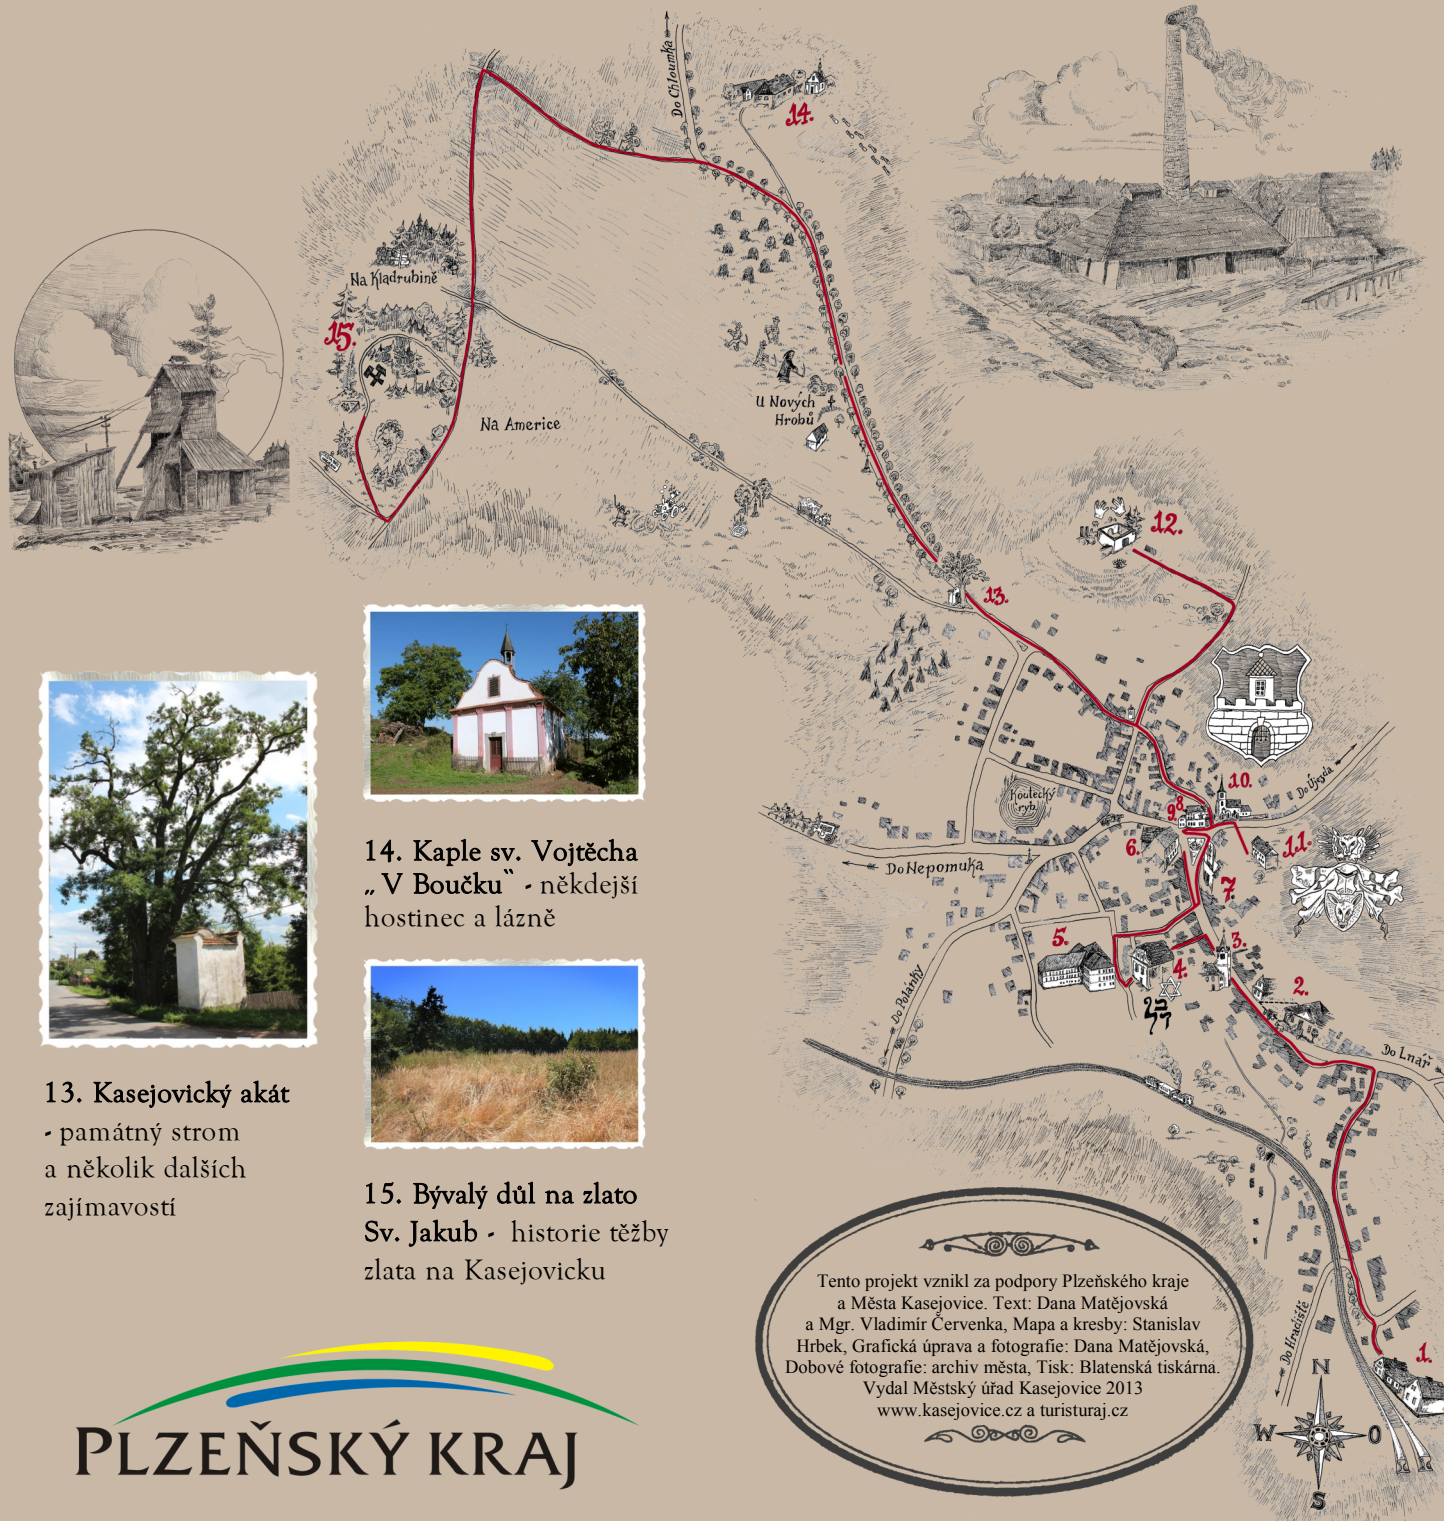 Do Chloumka
14.
Na Kladrubině
15.
U Nových
Hrobů
Na Americe
12.
13.
Koutecký
ryb.
10.
Do Újezda
9.
8.
11.
6.
Do Nepomuka
7.
5.
3.
4.
2.
Do Polánky
Do Lnář
Do Hradiště
1.
N
W
O
S
13. Kasejovický akát
- památný strom
a několik dalších
zajímavostí
14. Kaple sv. Vojtěcha
„ V Boučku“ - někdejší
hostinec a lázně
15. Bývalý důl na zlato
Sv. Jakub - historie těžby
zlata na Kasejovicku
PLZEŇSKÝ KRAJ
Tento projekt vznikl za podpory Plzeňského kraje
a Města Kasejovice. Text: Dana Matějovská
a Mgr. Vladimír Červenka, Mapa a kresby: Stanislav
Hrbek, Grafická úprava a fotografie: Dana Matějovská,
Dobové fotografie: archiv města, Tisk: Blatenská tiskárna.
Vydal Městský úřad Kasejovice 2013
www.kasejovice.cz a turisturaj.cz